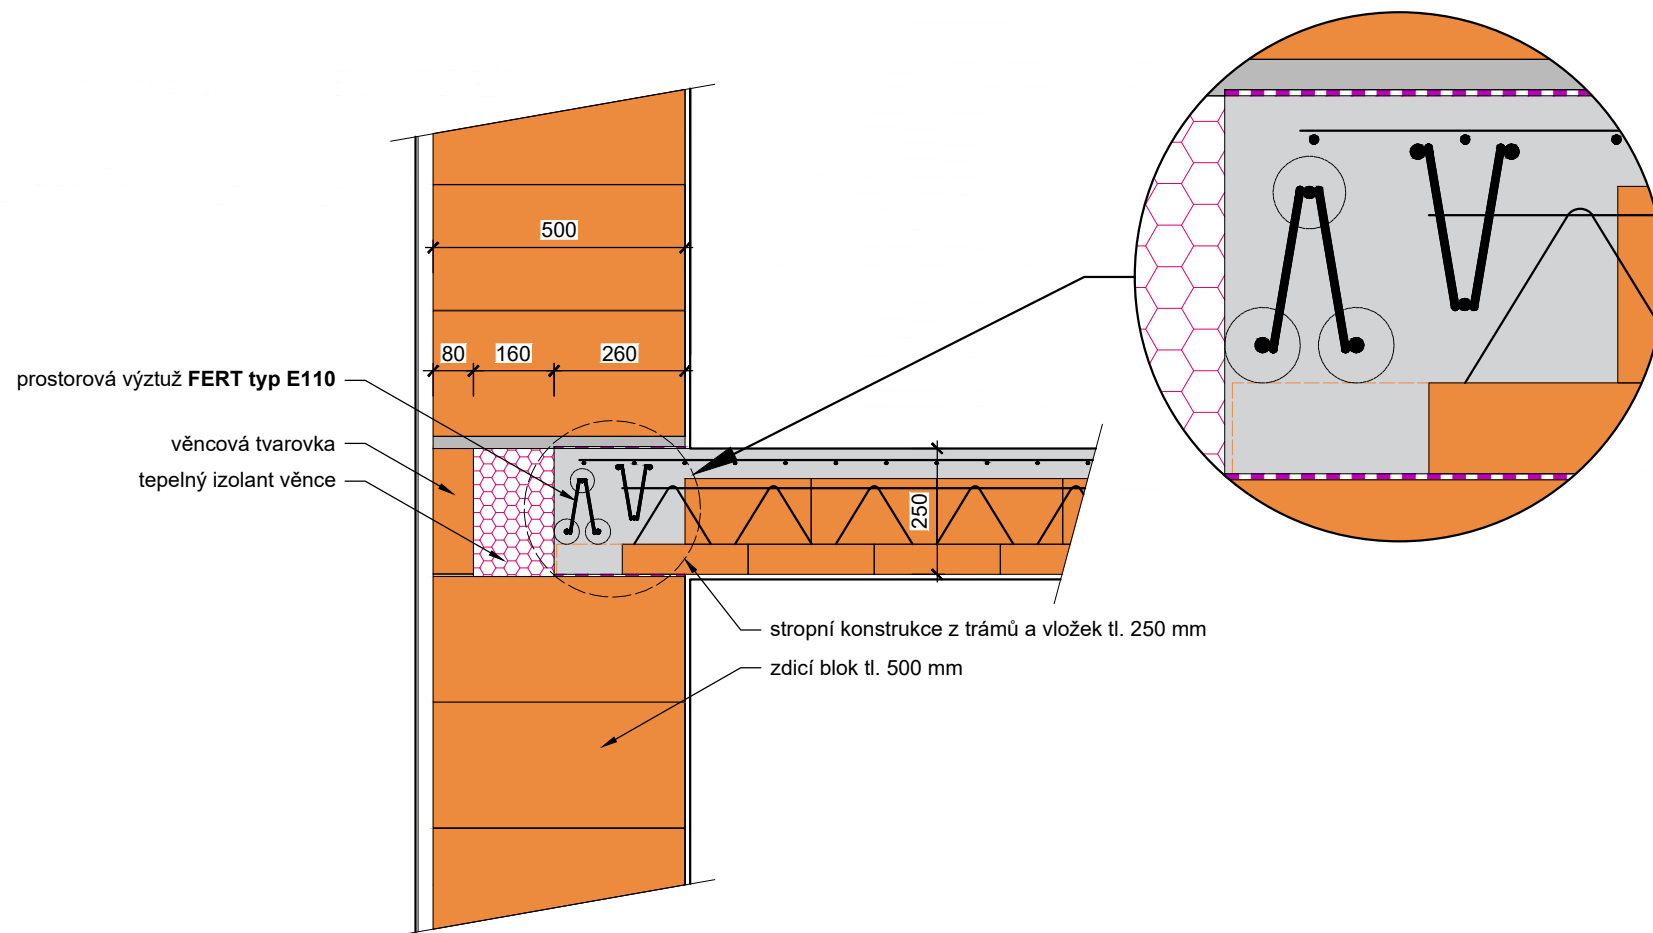 500
80
160
260
prostorová výztuž FERT typ E110
věncová tvarovka
tepelný izolant věnce
250
stropní konstrukce z trámů a vložek tl. 250 mm
zdicí blok tl. 500 mm